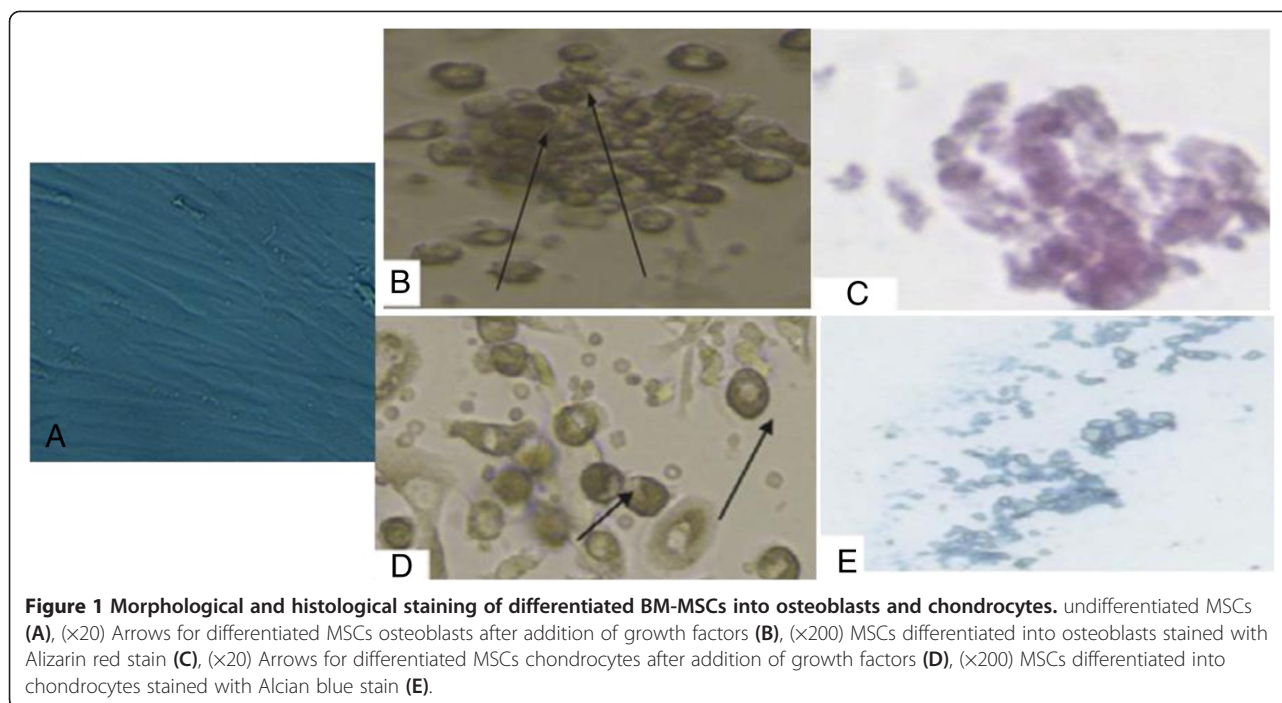 B
C
A
D
E
Figure 1 Morphological and histological staining of differentiated BM-MSCs into osteoblasts and chondrocytes. undifferentiated MSCs
(A), (×20) Arrows for differentiated MSCs osteoblasts after addition of growth factors (B), (×200) MSCs differentiated into osteoblasts stained with
Alizarin red stain (C), (×20) Arrows for differentiated MSCs chondrocytes after addition of growth factors (D), (×200) MSCs differentiated into
chondrocytes stained with Alcian blue stain (E).